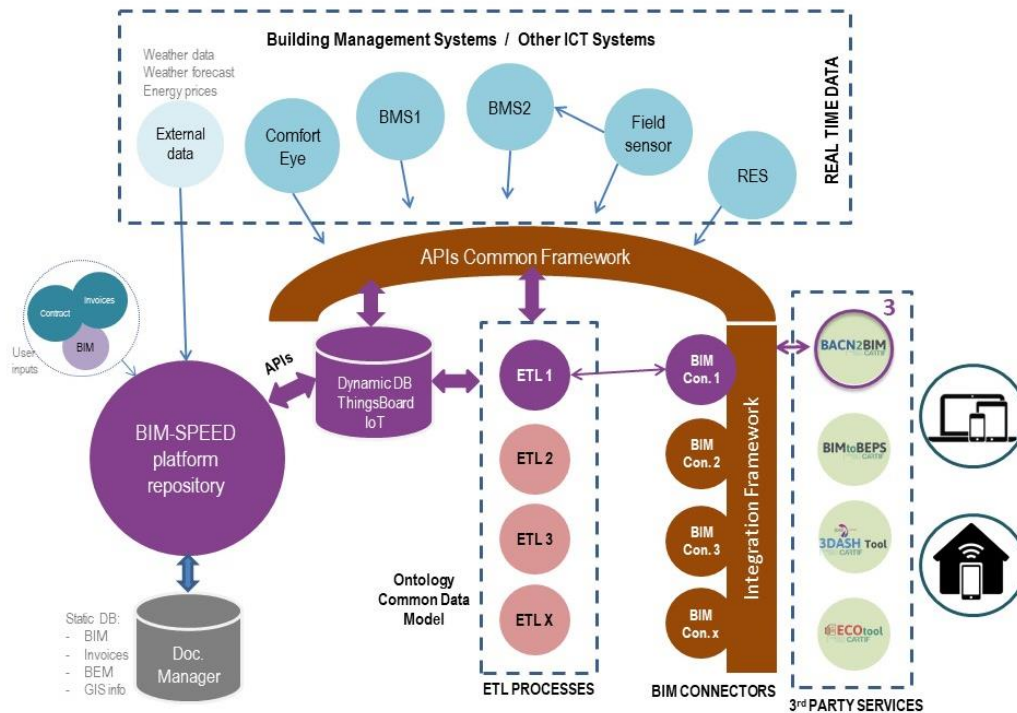 Building Management Systems / Other ICT Systems
Weather data
Weather forecast
Energy prices
External
data
Comfort
Eye
BMS1
BMS2
Field
sensor
RES
REAL TIME DATA
APIs Common Framework
Contract
Invoices
BIM
User
inputs
APIs
BIM-SPEED
platform
repository
Dynamic DB
ThingsBoard
IoT
ETL 1
ETL 2
ETL 3
ETL X
Ontology
Common Data
Model
ETL PROCESSES
BIM
Con. 1
BIM
Con. 2
BIM
Con. 3
BIM
Con. x
BIM CONNECTORS
Integration Framework
3
BACN2BIM
CARTIF
BIMtoBEPS
CARTIF
3DASH Tool
CARTIF
ECOtool
CARTIF
3rd PARTY SERVICES
Static DB:
- BIM
- Invoices
- BEM
- GIS info
Doc.
Manager